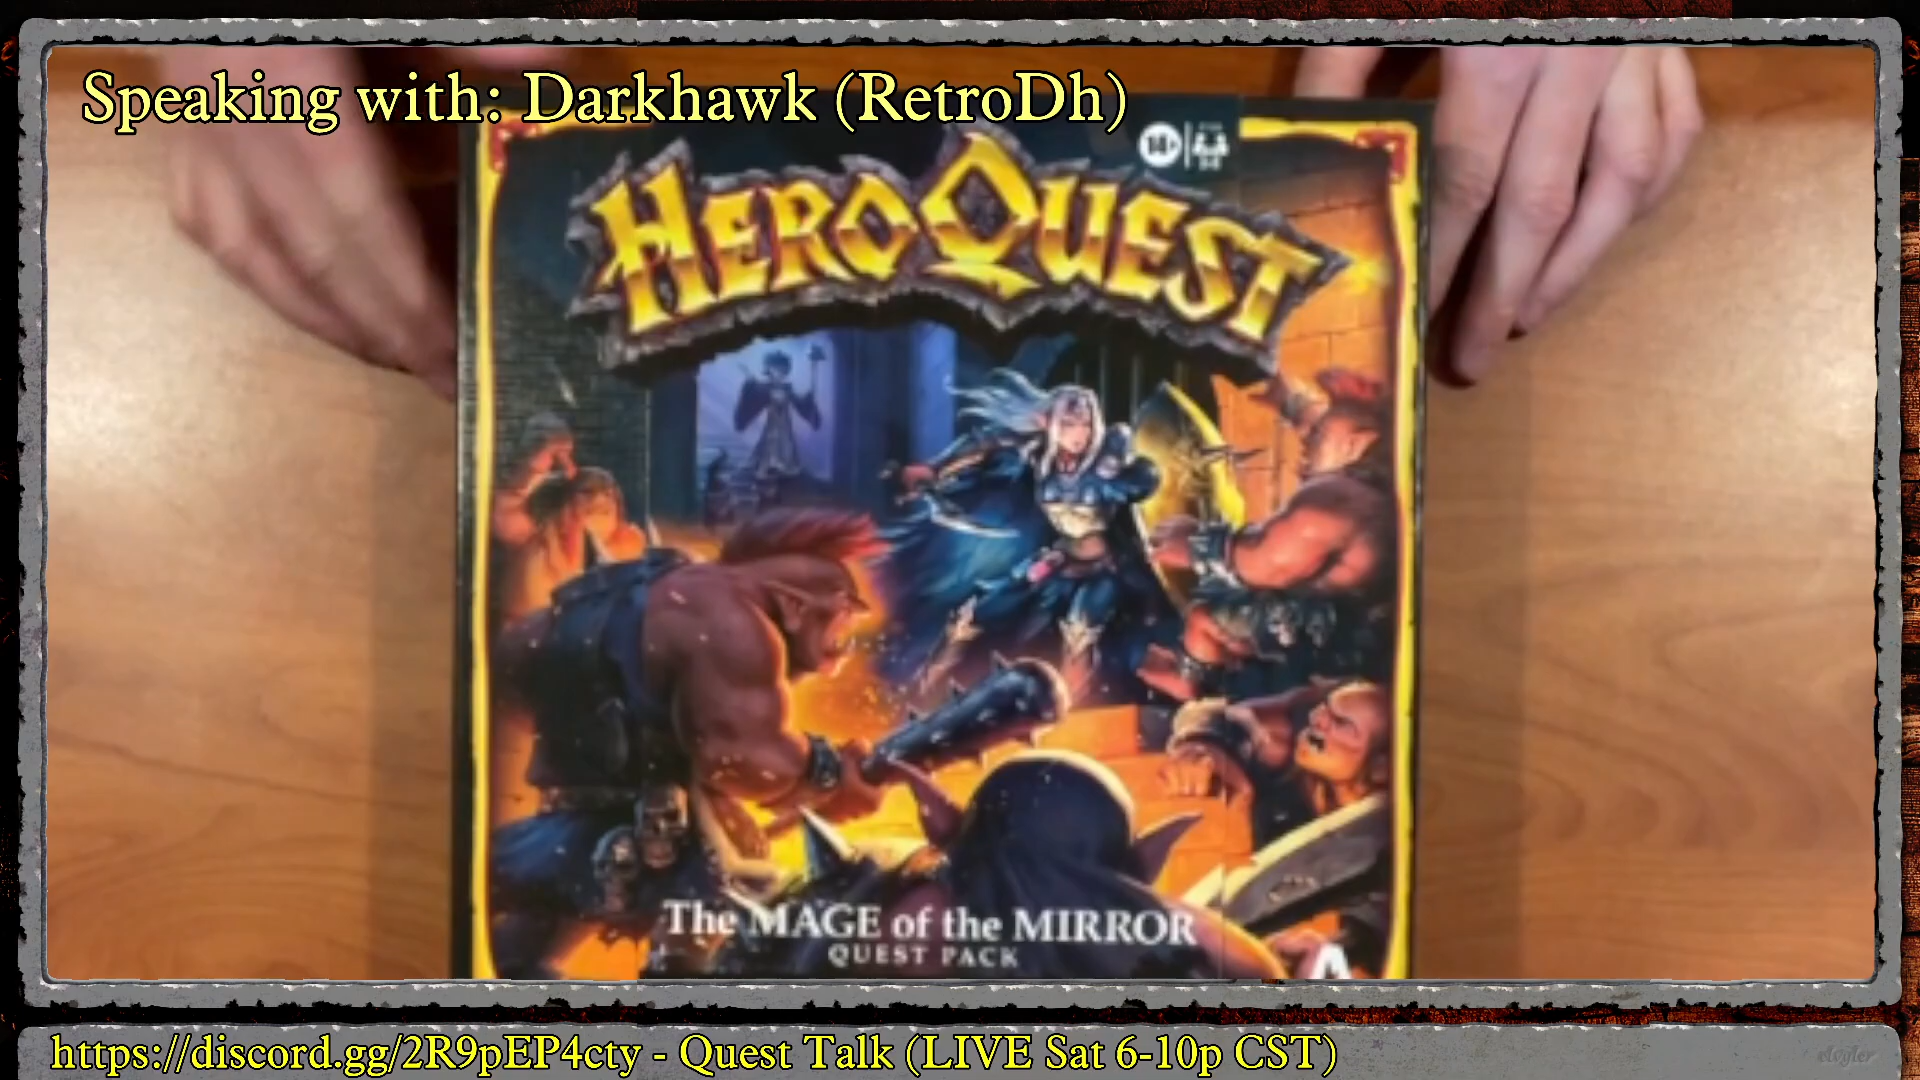 Speaking with: Darkhawk (RetroDh)
14+
HEROQUEST
The MAGE of the MIRROR
QUEST PACK
https://discord.gg/2R9pEP4cty - Quest Talk (LIVE Sat 6-10p CST)